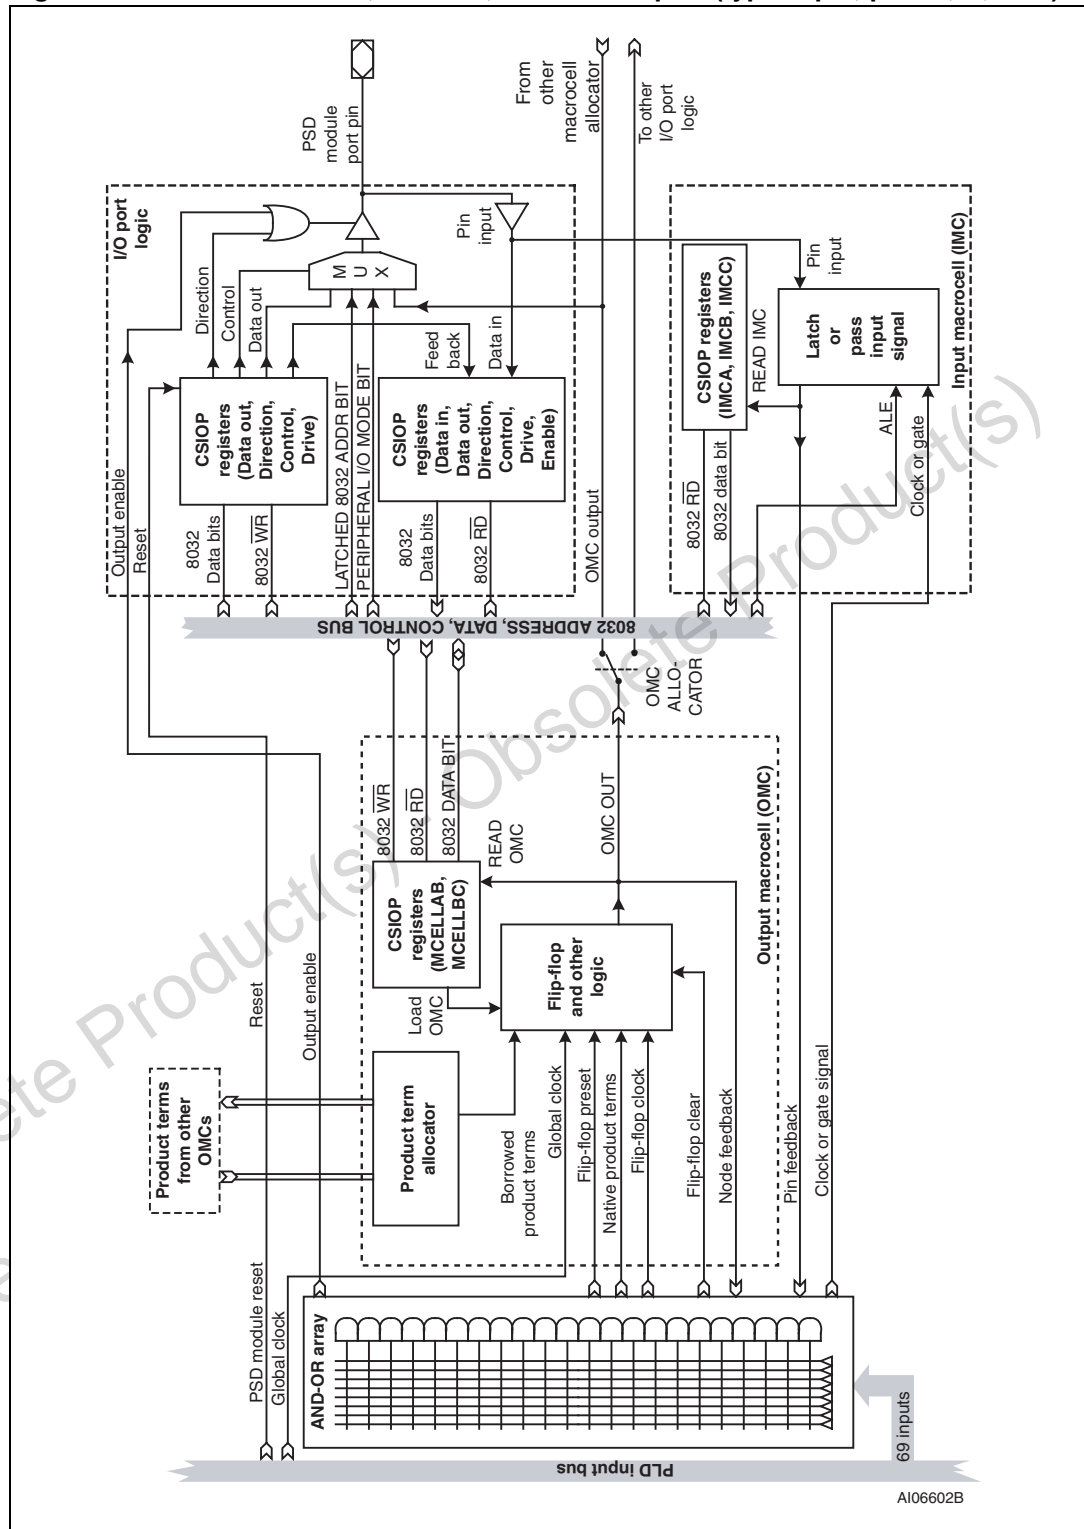 PSD
module
port pin
From
other
macrocell
allocator
To other
I/O port
logic
I/O port
logic
Output enable
Reset
Direction
Control
Data out
M
U
X
Pin
input
Feed
back
Data in
CSIOP
registers
(Data out,
Direction,
Control,
Drive)
CSIOP
registers
(Data in,
Data out,
Direction,
Control,
Drive,
Enable)
8032
Data bits
8032 WR
LATCHED 8032 ADDR BIT
PERIPHERAL I/O MODE BIT
8032
Data bits
8032 RD
OMC output
Input macrocell (IMC)
CSIOP registers
(IMCA, IMCB, IMCC)
READ IMC
Pin
input
Latch
or
pass
input
signal
ALE
Clock or gate
8032 RD
8032 data bit
8032 ADDRESS, DATA, CONTROL BUS
OMC
ALLO-
CATOR
Output macrocell (OMC)
8032 WR
8032 RD
8032 DATA BIT
CSIOP
registers
(MCELLAB,
MCELLBC)
READ
OMC
OMC OUT
Load
OMC
Flip-flop
and other
logic
Product term
allocator
Borrowed
product terms
Global clock
Flip-flop preset
Native product terms
Flip-flop clock
Flip-flop clear
Node feedback
Pin feedback
Clock or gate signal
Reset
Output enable
Product terms
from other
OMCs
PSD module reset
Global clock
AND-OR array
PLD input bus
69 inputs
AI06602B
Obsolete Product(s)